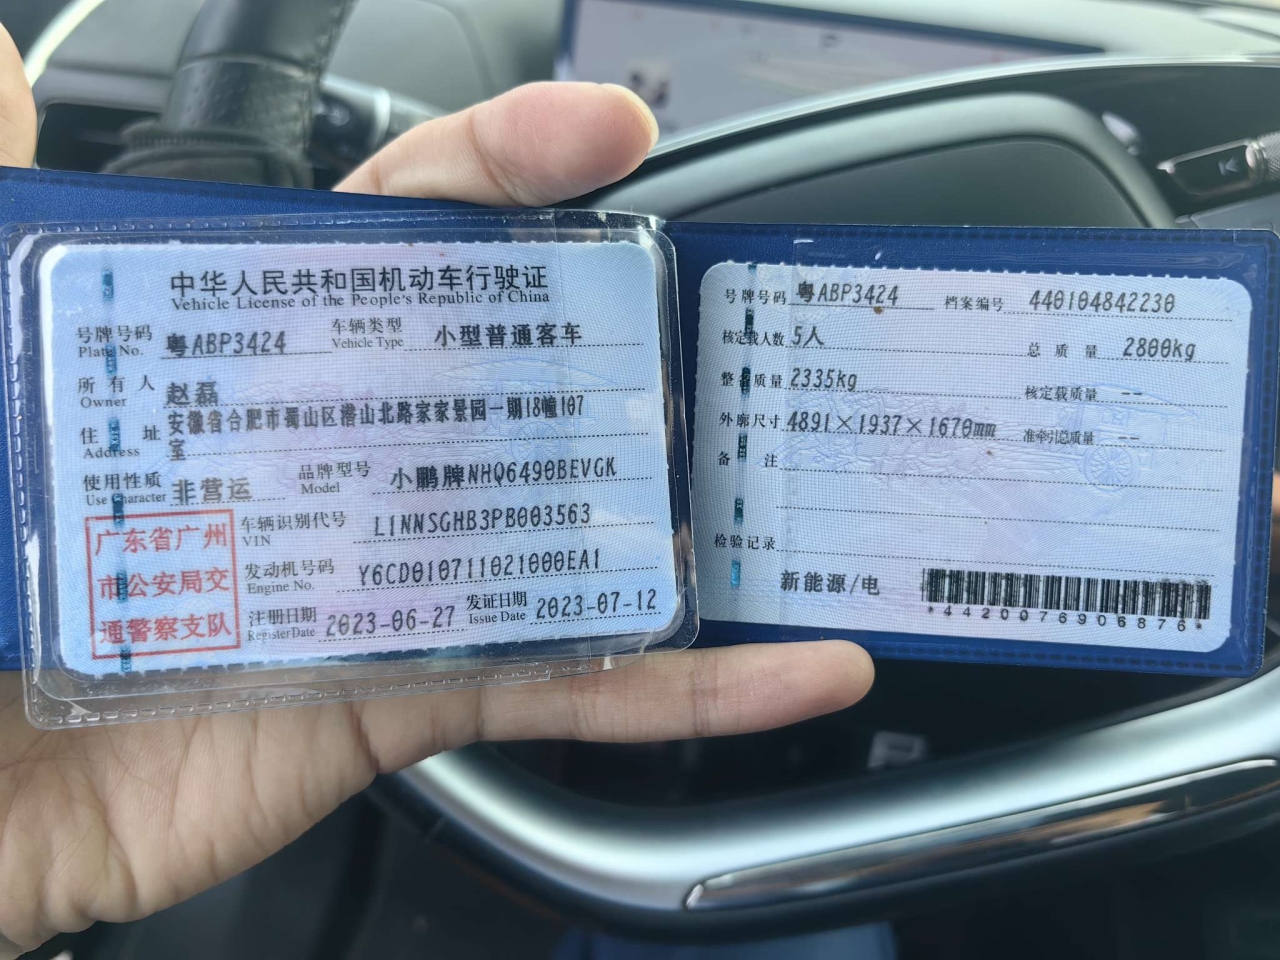 中华人民共和国机动车行驶证
Vehicle License of the People's Republic of China
号牌号码 粤ABP3424 车辆类型 小型普通客车
Plate No. Vehicle Type
所有人 赵磊
Owner
住址 安徽省合肥市蜀山区潜山北路家家景园一期18幢107
Address 室
使用性质 非营运 品牌型号 小鹏牌NHQ6490BEVGK
Use Character Model
广东省广州
市公安局交
通警察支队
车辆识别代号 L1NNSGHB3PB003563
VIN
发动机号码 Y6CD010711021000EA1
Engine No.
注册日期 2023-06-27 发证日期 2023-07-12
Register Date Issue Date
号牌号码 粤ABP3424 档案编号 440104842230
核定载人数 5人 总质量 2800kg
整备质量 2335kg 核定载质量 --
外廓尺寸 4891×1937×1670mm 准牵引总质量 --
备注
检验记录
新能源/电
*4420076906876*